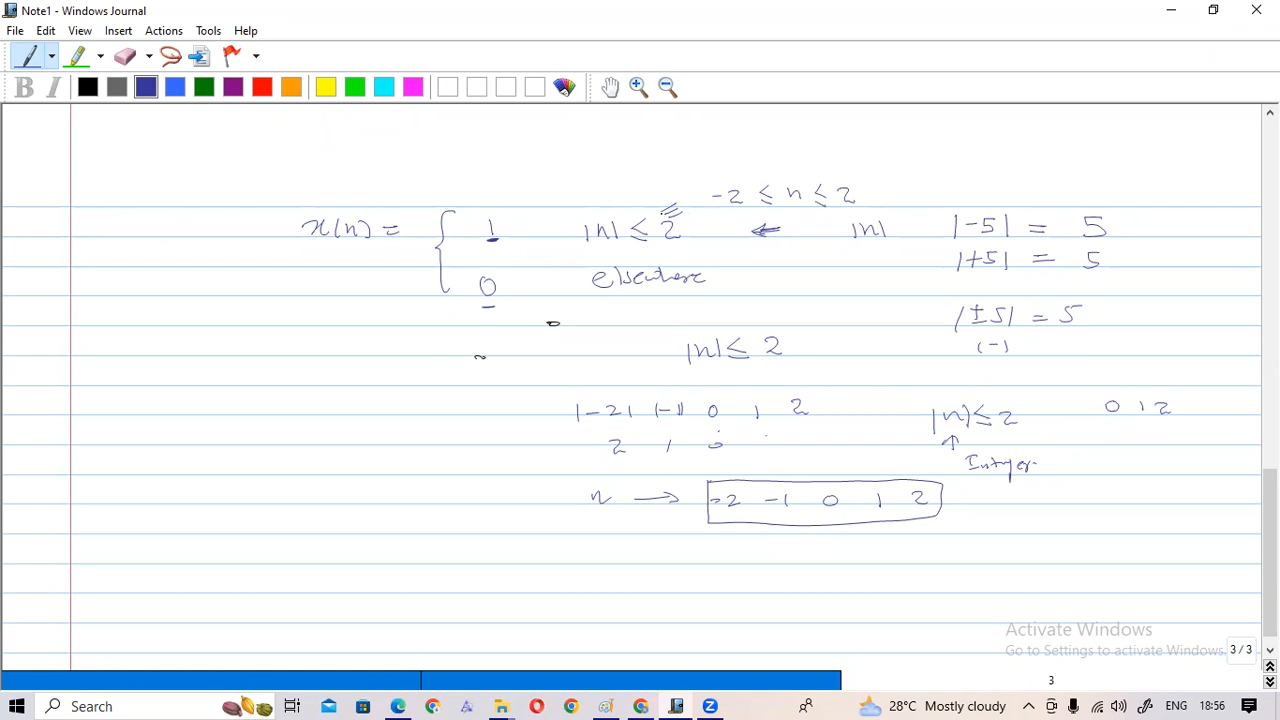 Note1 - Windows Journal
File Edit View Insert Actions Tools Help
B I
-2 ≤ n ≤ 2
x(n) = { 1 |n| ≤ 2 ← |n| |-5| = 5
0 elsewhere |+5| = 5
|±5| = 5
(-)
|n| ≤ 2
|-2| |-1| 0 1 2 |n| ≤ 2 0 1 2
2 1 0 ↑
Integer
n → -2 -1 0 1 2
Activate Windows
Go to Settings to activate Windows.
3/3
3
Search
28°C Mostly cloudy
ENG 18:56